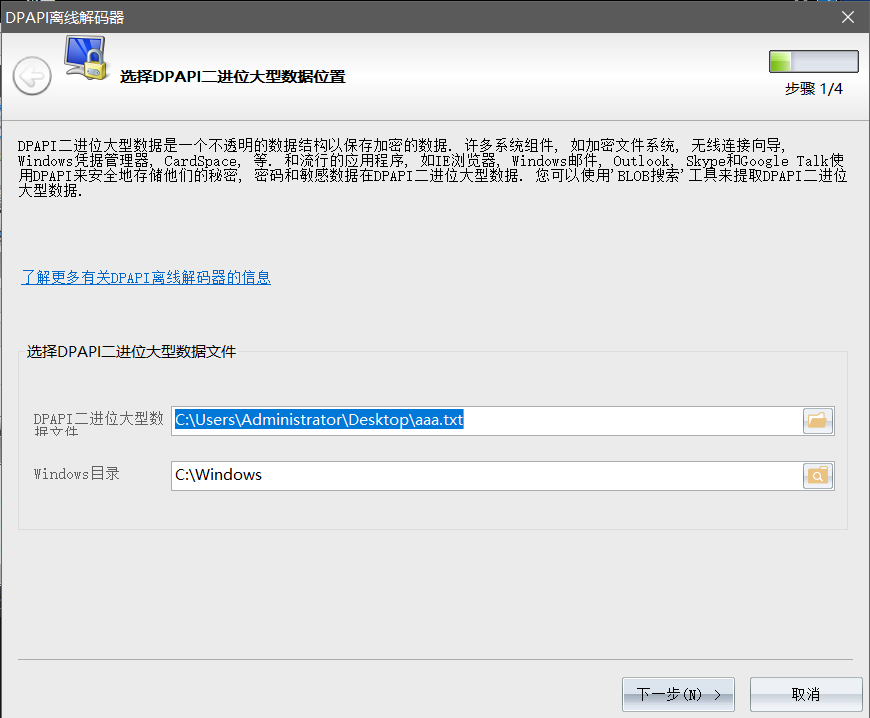 DPAPI离线解码器
选择DPAPI二进位大型数据位置
步骤 1/4
DPAPI二进位大型数据是一个不透明的数据结构以保存加密的数据. 许多系统组件, 如加密文件系统, 无线连接向导,
Windows凭据管理器, CardSpace, 等. 和流行的应用程序, 如IE浏览器, Windows邮件, Outlook, Skype和Google Talk使
用DPAPI来安全地存储他们的秘密, 密码和敏感数据在DPAPI二进位大型数据. 您可以使用'BLOB搜索'工具来提取DPAPI二进位
大型数据.
了解更多有关DPAPI离线解码器的信息
选择DPAPI二进位大型数据文件
DPAPI二进位大型数
据文件
C:\Users\Administrator\Desktop\aaa.txt
Windows目录
C:\Windows
下一步(N) >
取消